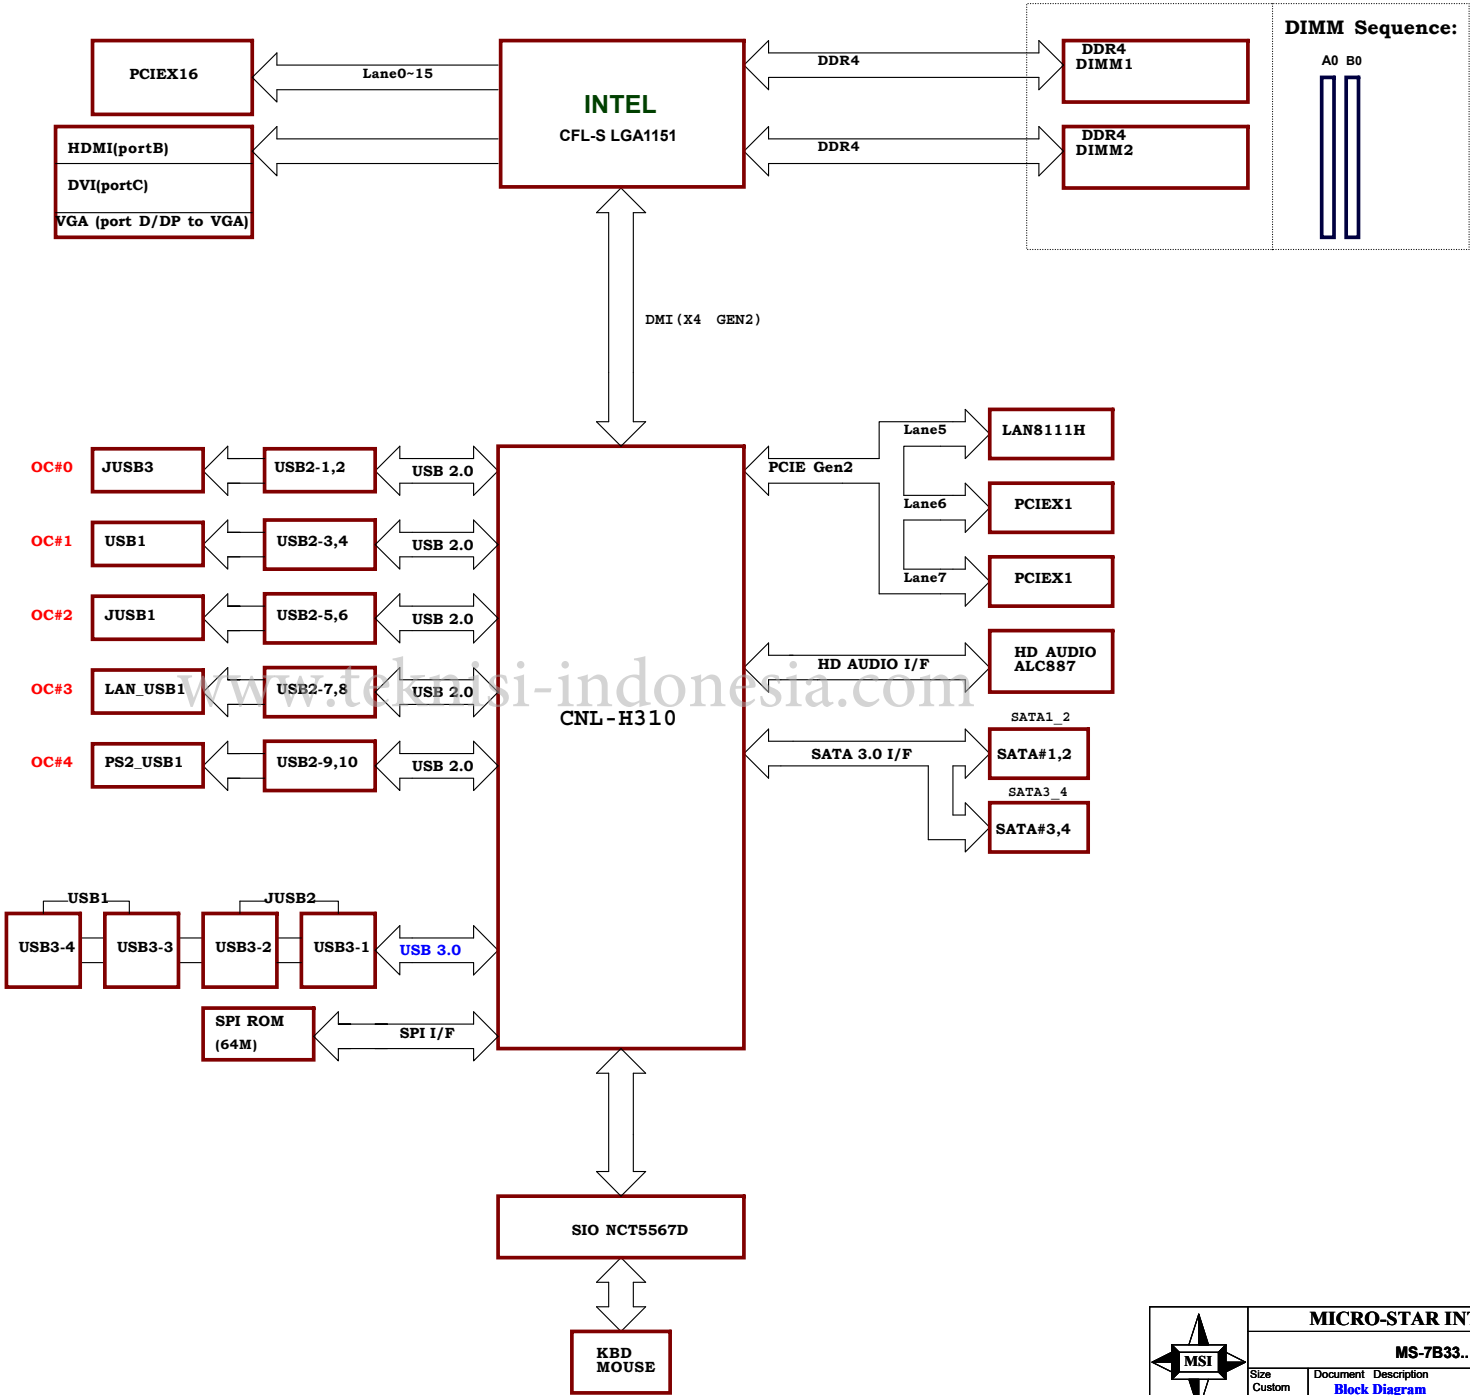 DIMM Sequence:
A0 B0
PCIEX16
Lane0~15
INTEL
CFL-S LGA1151
DDR4
DDR4
DIMM1
HDMI(portB)
DVI(portC)
VGA (port D/DP to VGA)
DDR4
DDR4
DIMM2
DMI(X4 GEN2)
OC#0
JUSB3
USB2-1,2
USB 2.0
OC#1
USB1
USB2-3,4
USB 2.0
OC#2
JUSB1
USB2-5,6
USB 2.0
OC#3
LAN_USB1
USB2-7,8
USB 2.0
OC#4
PS2_USB1
USB2-9,10
USB 2.0
www.teknisi-indonesia.com
CNL-H310
PCIE Gen2
Lane5
LAN8111H
Lane6
PCIEX1
Lane7
PCIEX1
HD AUDIO I/F
HD AUDIO
ALC887
SATA 3.0 I/F
SATA1_2
SATA#1,2
SATA3_4
SATA#3,4
USB1
JUSB2
USB3-4
USB3-3
USB3-2
USB3-1
USB 3.0
SPI ROM
(64M)
SPI I/F
SIO NCT5567D
KBD
MOUSE
MSI
MICRO-STAR INT
MS-7B33..
Size
Custom
Document Description
Block Diagram